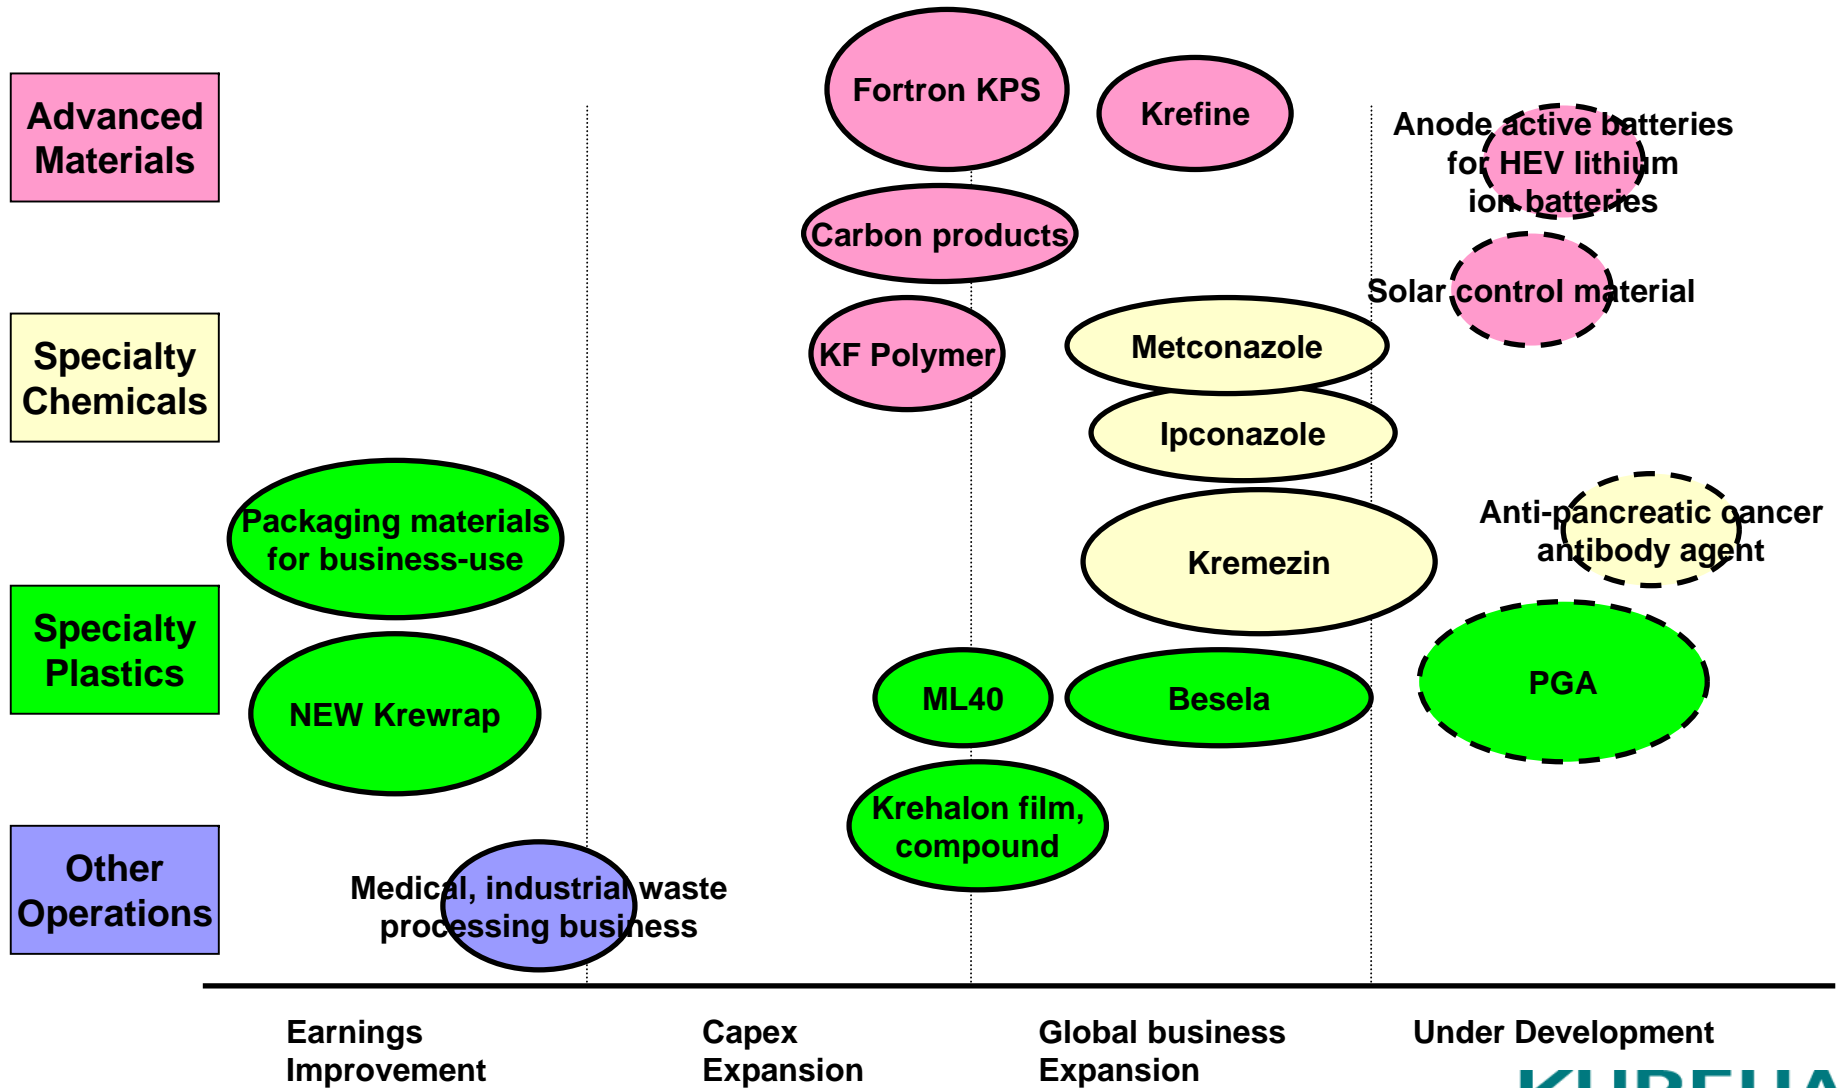 Advanced
Materials
Fortron KPS
Krefine
Anode active batteries
for HEV lithium
ion batteries
Carbon products
Solar control material
Specialty
Chemicals
KF Polymer
Metconazole
Ipconazole
Packaging materials
for business-use
Kremezin
Anti-pancreatic cancer
antibody agent
Specialty
Plastics
NEW Krewrap
ML40
Besela
PGA
Krehalon film,
compound
Other
Operations
Medical, industrial waste
processing business
Earnings
Improvement
Capex
Expansion
Global business
Expansion
Under Development
KUREHA